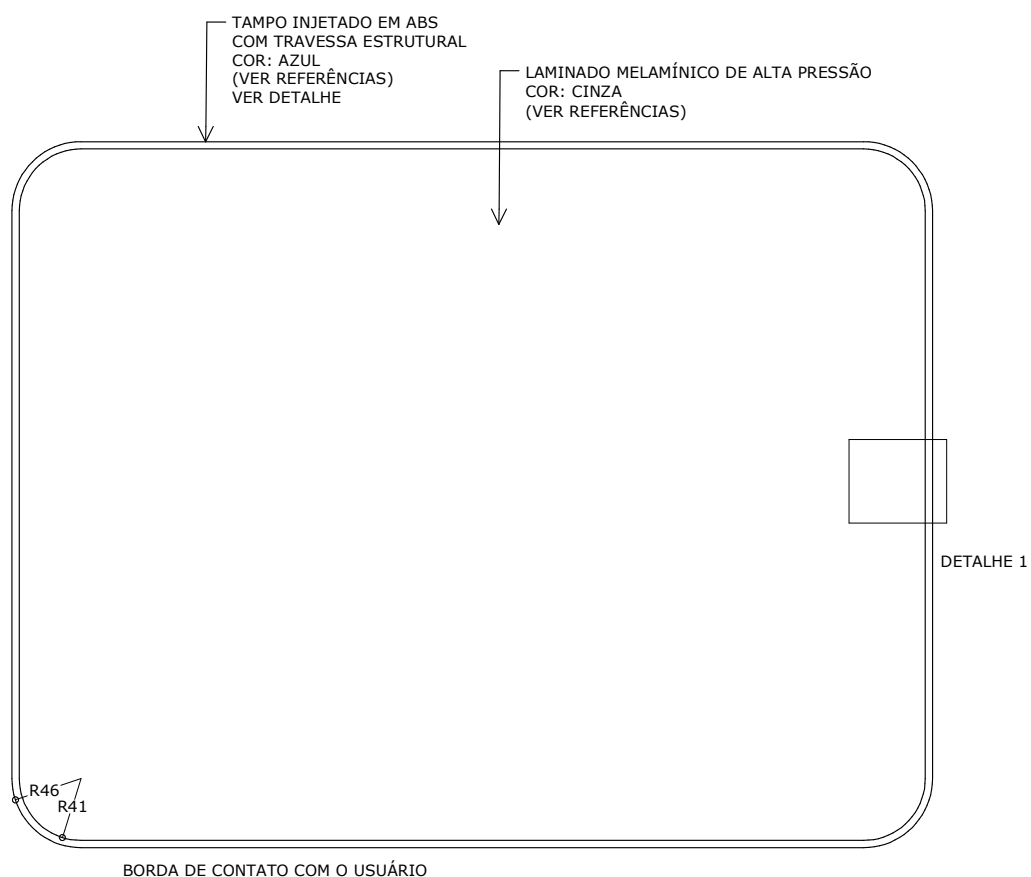 TAMPO INJETADO EM ABS
COM TRAVESSA ESTRUTURAL
COR: AZUL
(VER REFERÊNCIAS)
VER DETALHE
LAMINADO MELAMÍNICO DE ALTA PRESSÃO
COR: CINZA
(VER REFERÊNCIAS)
DETALHE 1
R46
R41
BORDA DE CONTATO COM O USUÁRIO